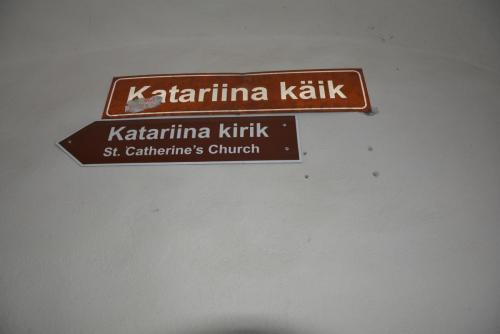 Katariina käik
Katariina kirik
St. Catherine's Church